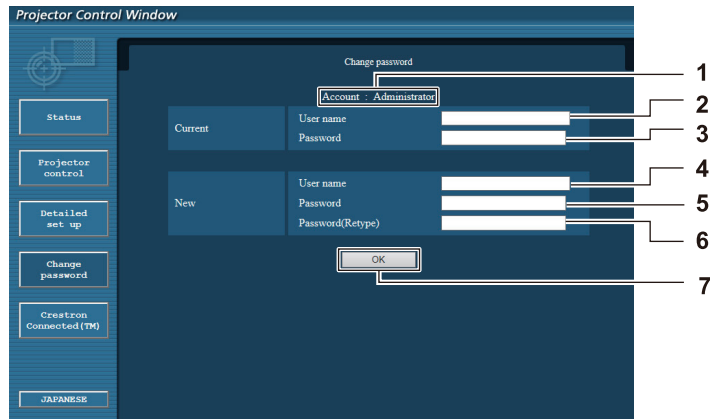 Projector Control Window
Change password
Account : Administrator
Current
User name
Password
New
User name
Password
Password(Retype)
OK
Status
Projector
control
Detailed
set up
Change
password
Crestron
Connected(TM)
JAPANESE
1
2
3
4
5
6
7